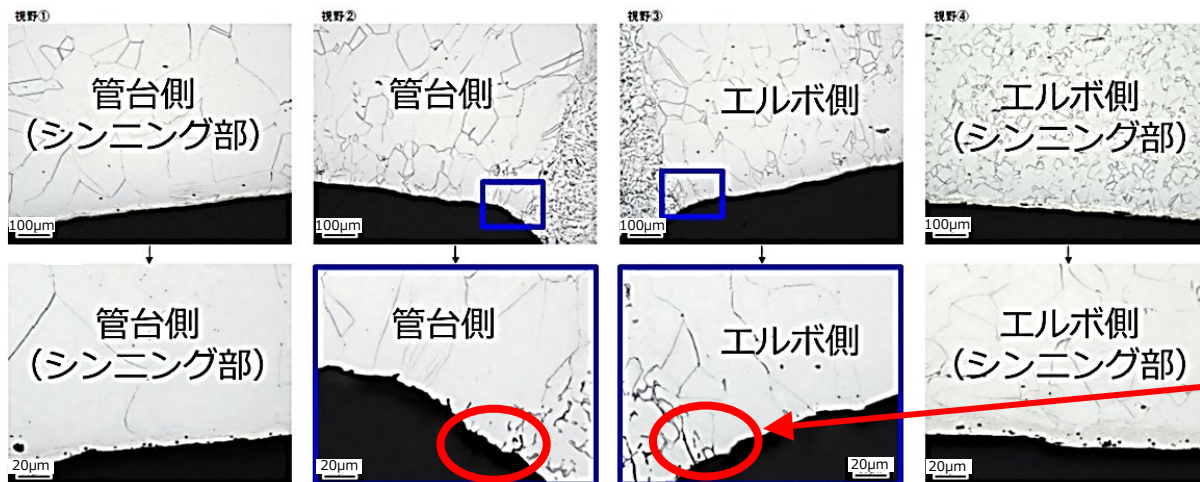 視野①
視野②
視野③
視野④
管台側
(シンニング部)
管台側
エルボ側
エルボ側
(シンニング部)
100μm
100μm
100μm
100μm
管台側
(シンニング部)
管台側
エルボ側
エルボ側
(シンニング部)
20μm
20μm
20μm
20μm